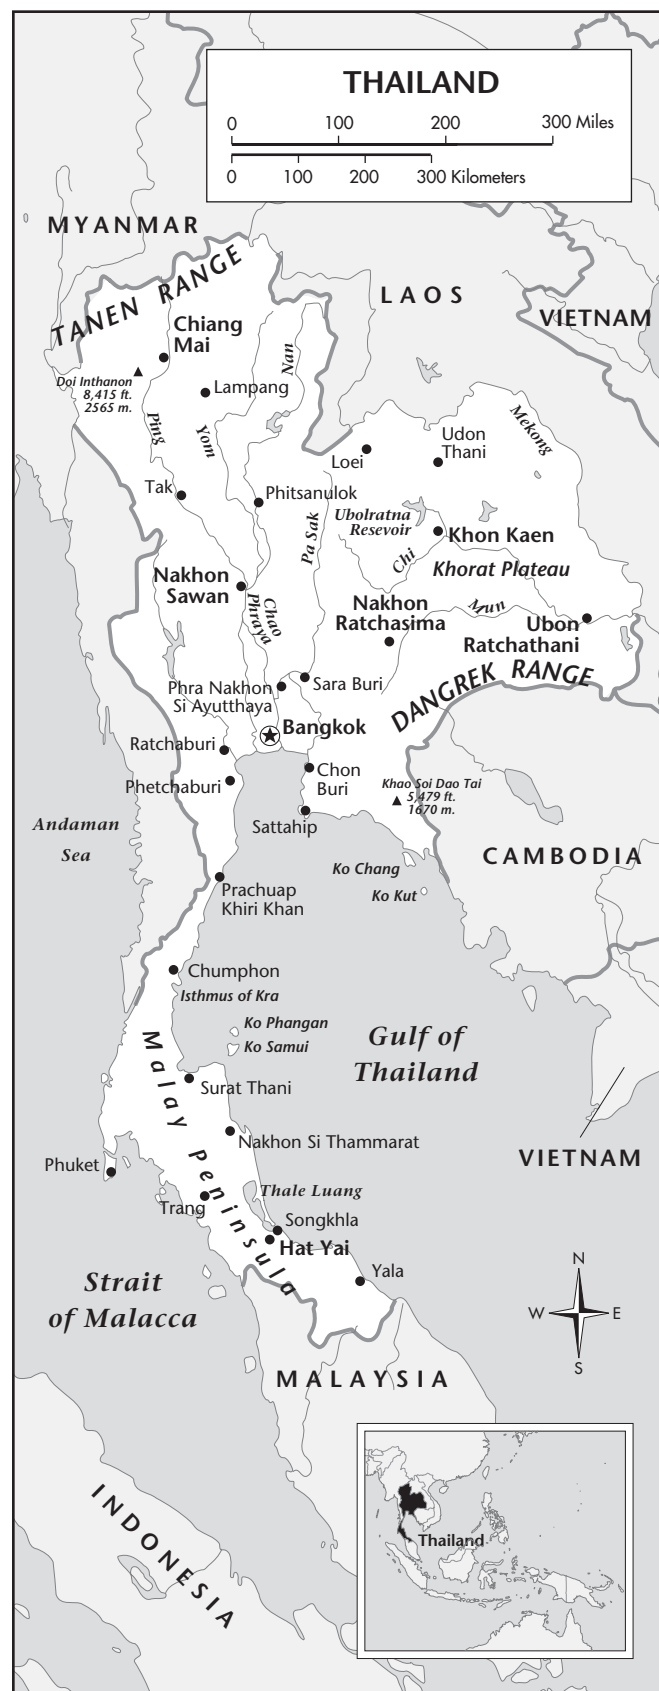 THAILAND
0 100 200 300 Miles
0 100 200 300 Kilometers
MYANMAR
LAOS
VIETNAM
TANEN RANGE
Chiang
Mai
Doi Inthanon
8,415 ft.
2565 m.
Lampang
Nan
Ping
Yom
Mekong
Loei
Udon
Thani
Tak
Phitsanulok
Pa Sak
Ubolratna
Resevoir
Khon Kaen
Chi
Khorat Plateau
Nakhon
Sawan
Chao
Phraya
Nakhon
Ratchasima
Mun
Ubon
Ratchathani
Phra Nakhon
Si Ayutthaya
Sara Buri
DANGREK RANGE
Bangkok
Ratchaburi
Chon
Buri
Phetchaburi
Khao Soi Dao Tai
5,479 ft.
1670 m.
Sattahip
Andaman
Sea
CAMBODIA
Ko Chang
Ko Kut
Prachuap
Khiri Khan
Chumphon
Isthmus of Kra
Ko Phangan
Ko Samui
Gulf of
Thailand
Malay Peninsula
Surat Thani
Nakhon Si Thammarat
VIETNAM
Phuket
Trang
Thale Luang
Songkhla
Hat Yai
Yala
Strait
of Malacca
N
W E
S
MALAYSIA
INDONESIA
Thailand